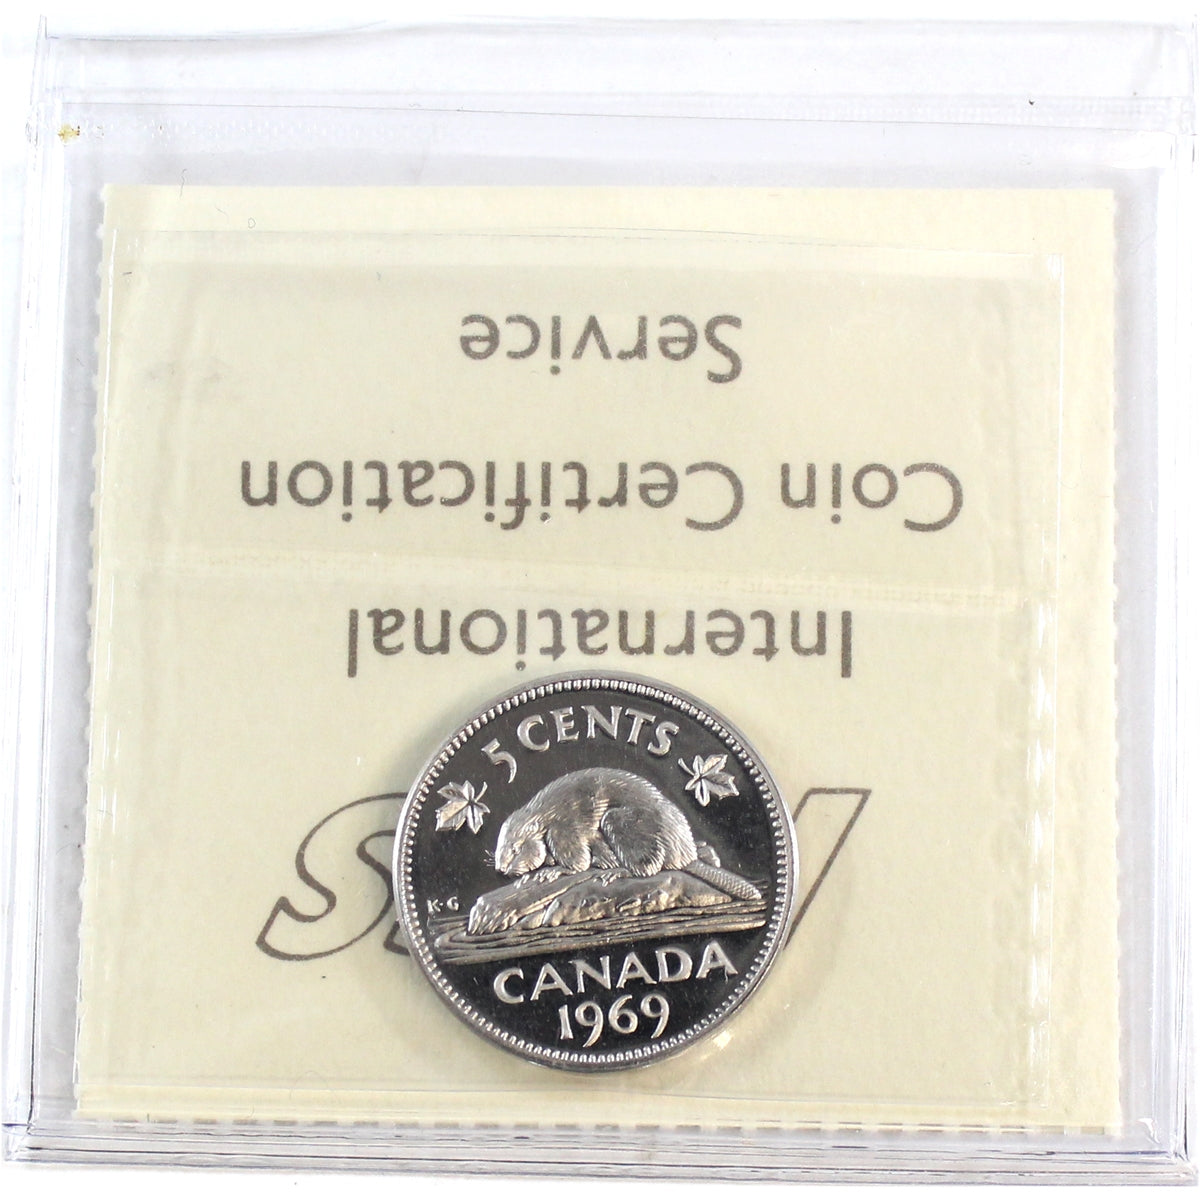 Service
Coin Certification
International
5 CENTS
K·G
CANADA
1969